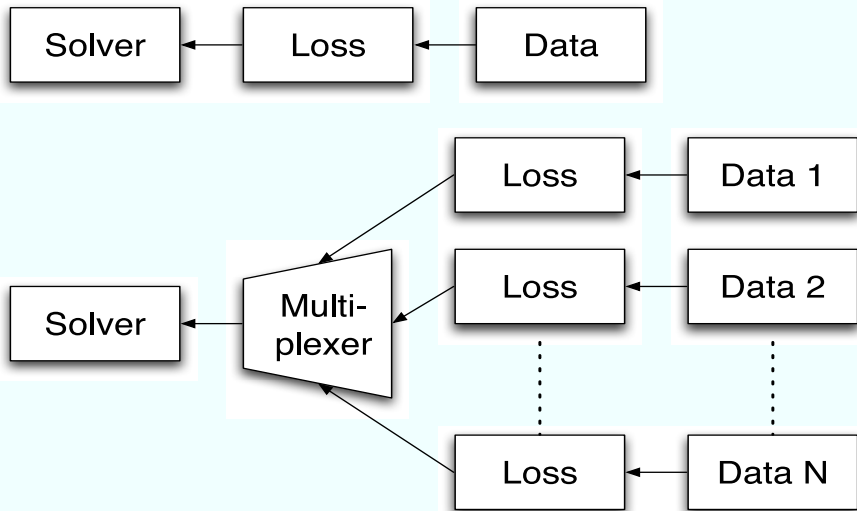 Solver
Loss
Data
Loss
Data 1
Loss
Data 2
Solver
Multi-
plexer
Loss
Data N